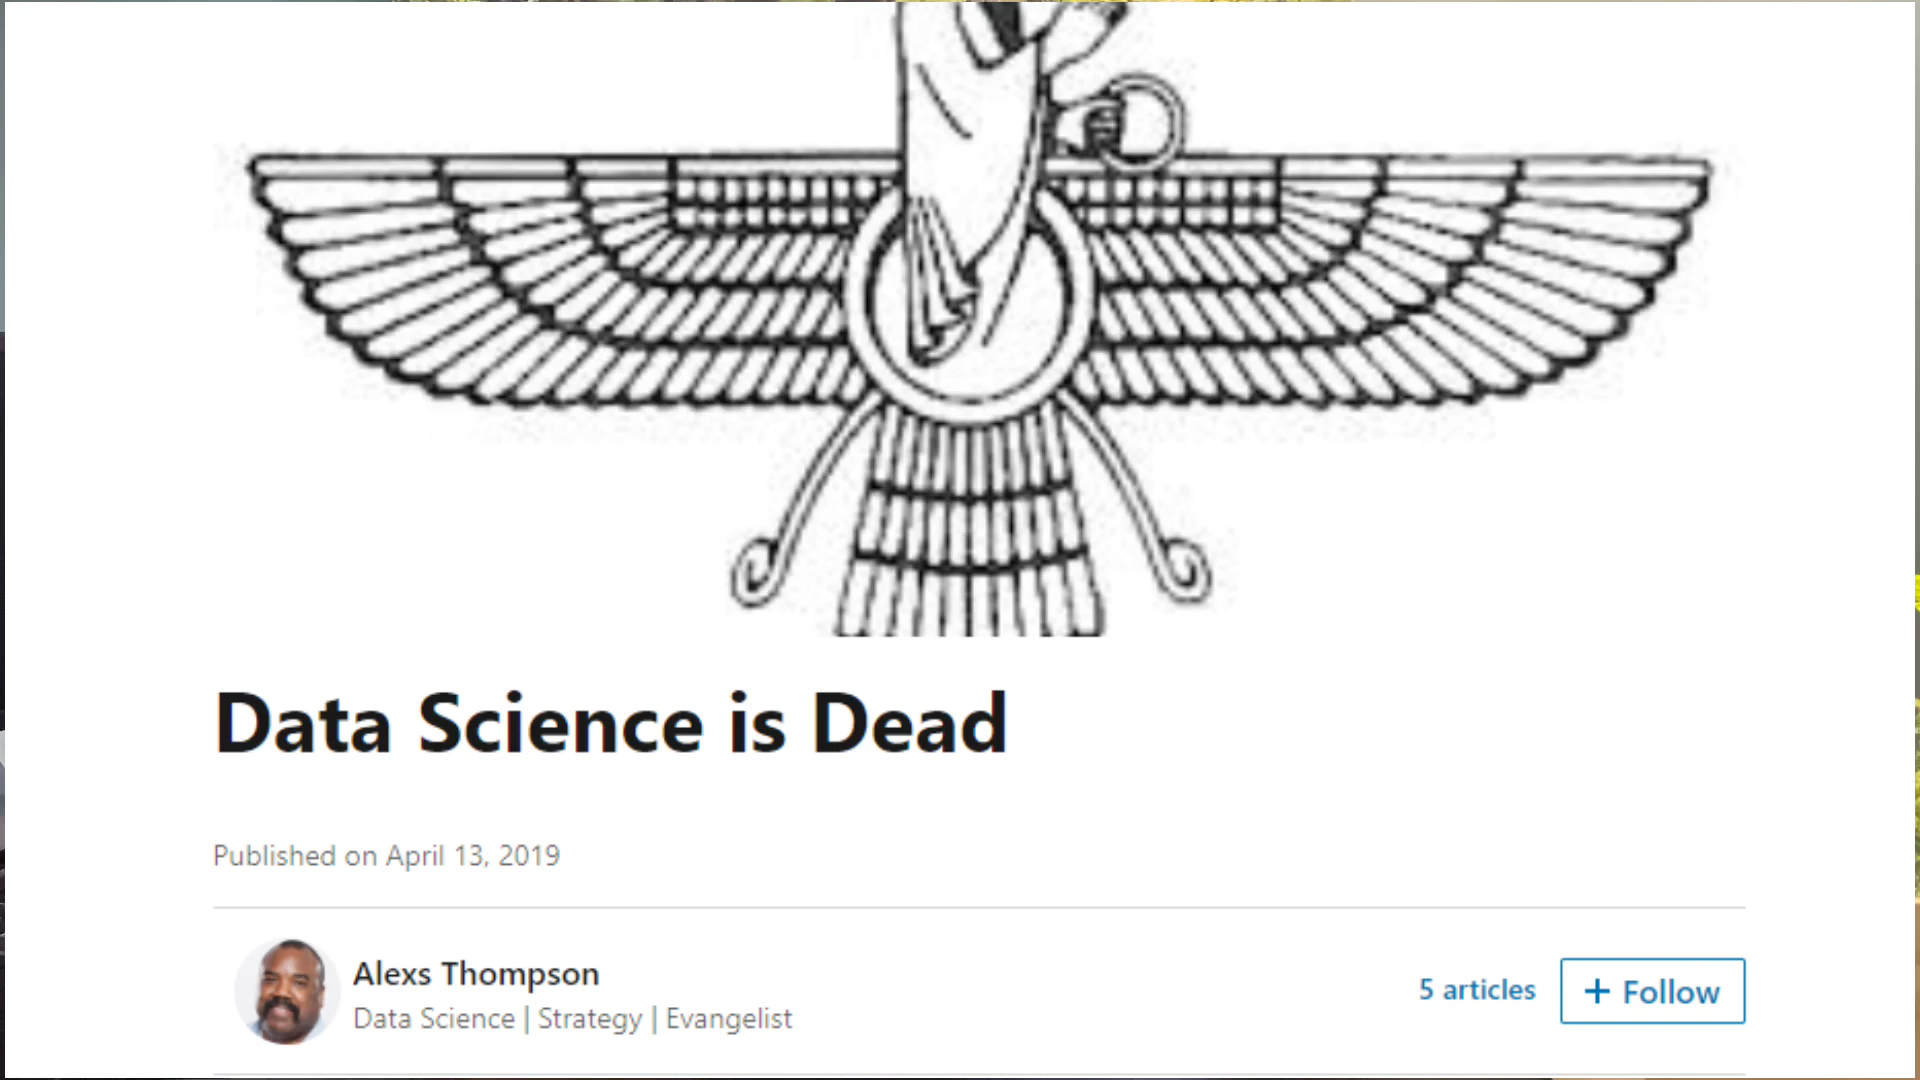 Data Science is Dead
Published on April 13, 2019
Alexs Thompson
Data Science | Strategy | Evangelist
5 articles
+ Follow